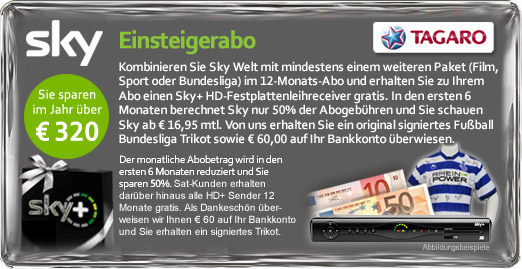 sky Einsteigerabo
TAGARO
Kombinieren Sie Sky Welt mit mindestens einem weiteren Paket (Film,
Sport oder Bundesliga) im 12-Monats-Abo und erhalten Sie zu Ihrem
Abo einen Sky+ HD-Festplattenleihreceiver gratis. In den ersten 6
Monaten berechnet Sky nur 50% der Abogebühren und Sie schauen
Sky ab € 16,95 mtl. Von uns erhalten Sie ein original signiertes Fußball
Bundesliga Trikot sowie € 60,00 auf Ihr Bankkonto überwiesen.
Sie sparen
im Jahr über
€ 320
Der monatliche Abobetrag wird in den
ersten 6 Monaten reduziert und Sie
sparen 50%. Sat-Kunden erhalten
darüber hinaus alle HD+ Sender 12
Monate gratis. Als Dankeschön über-
weisen wir Ihnen € 60 auf Ihr Bankkonto
und Sie erhalten ein signiertes Trikot.
sky+
10
50
RHEIN
POWER
sky+
Abbildungsbeispiele